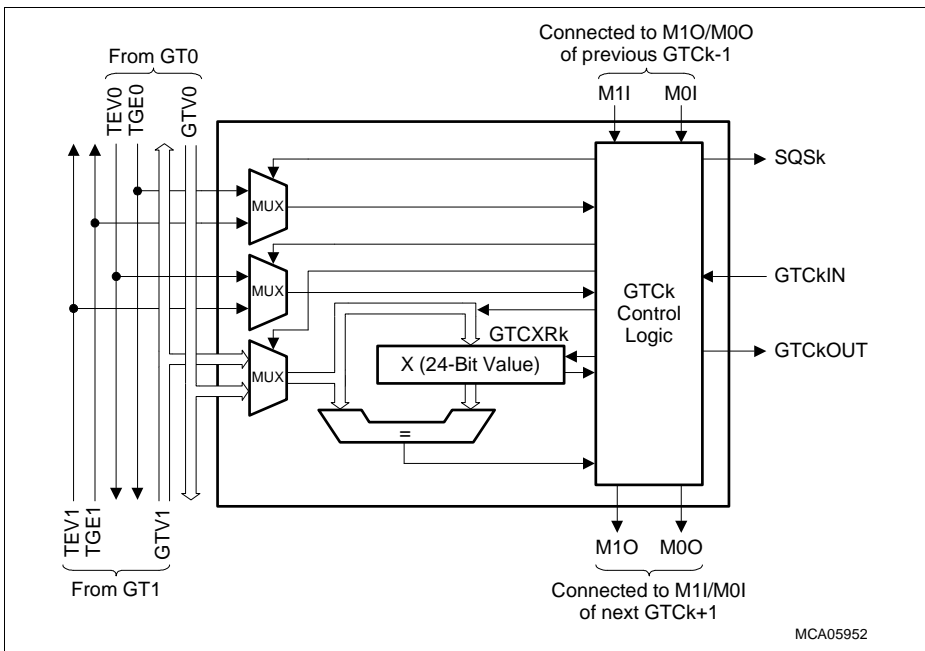 Connected to M1O/M0O
of previous GTCk-1
From GT0
M1I
M0I
TEV0
TGE0
GTV0
SQSk
MUX
MUX
GTCkIN
GTCk
Control
Logic
GTCXRk
GTCkOUT
MUX
X (24-Bit Value)
=
TEV1
TGE1
GTV1
M1O
M0O
From GT1
Connected to M1I/M0I
of next GTCk+1
MCA05952